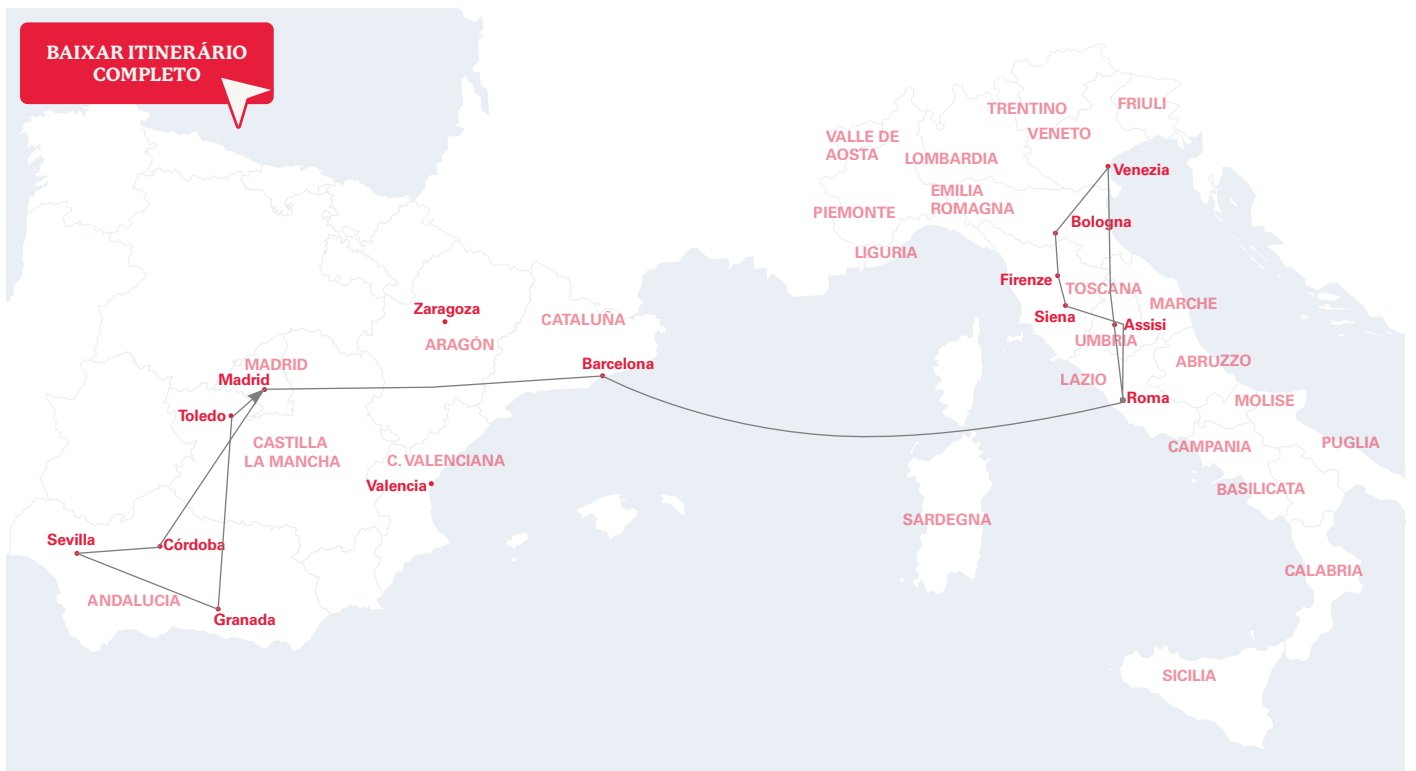 BAIXAR ITINERÁRIO
COMPLETO
TRENTINO
FRIULI
VENETO
VALLE DE
AOSTA
LOMBARDIA
Venezia
EMILIA
ROMAGNA
PIEMONTE
Bologna
LIGURIA
Firenze
TOSCANA
MARCHE
Zaragoza
CATALUÑA
Siena
Assisi
ARAGÓN
UMBRIA
MADRID
Barcelona
ABRUZZO
Madrid
LAZIO
Roma
MOLISE
Toledo
CASTILLA
LA MANCHA
C. VALENCIANA
CAMPANIA
PUGLIA
Valencia
BASILICATA
SARDEGNA
Sevilla
Córdoba
CALABRIA
ANDALUCIA
Granada
SICILIA